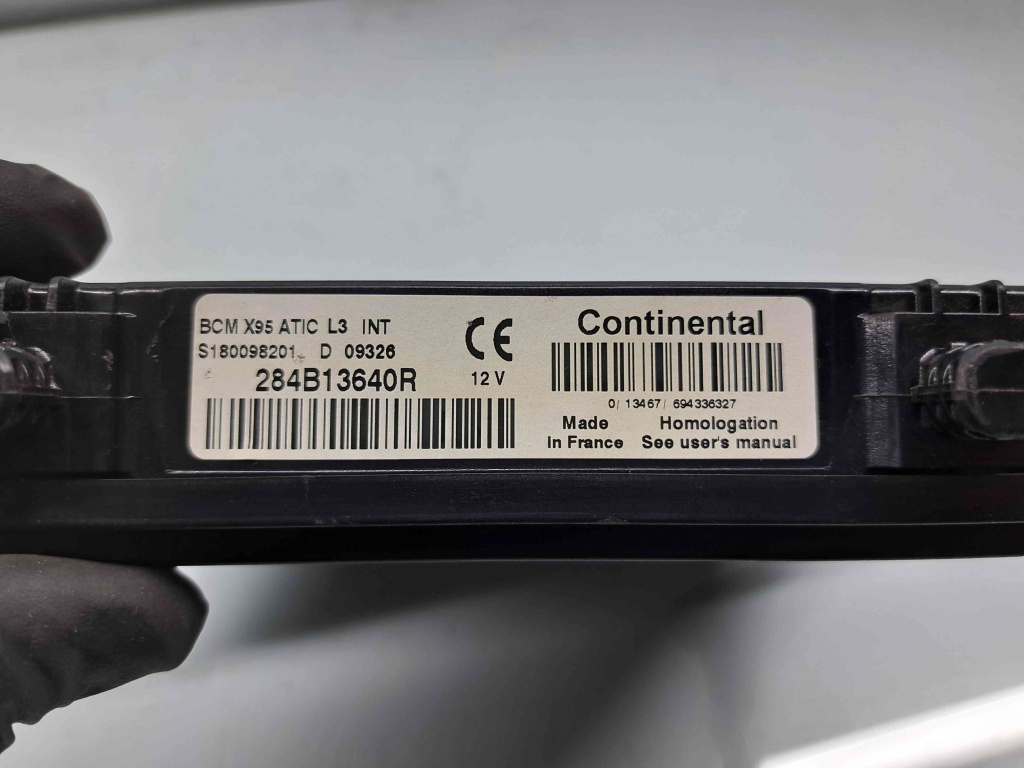 BCM X95 ATIC L3 INT
S180098201 D 09326
284B13640R
CE
12 V
Continental
0/ 13467/ 694336327
Made
in France
Homologation
See user's manual